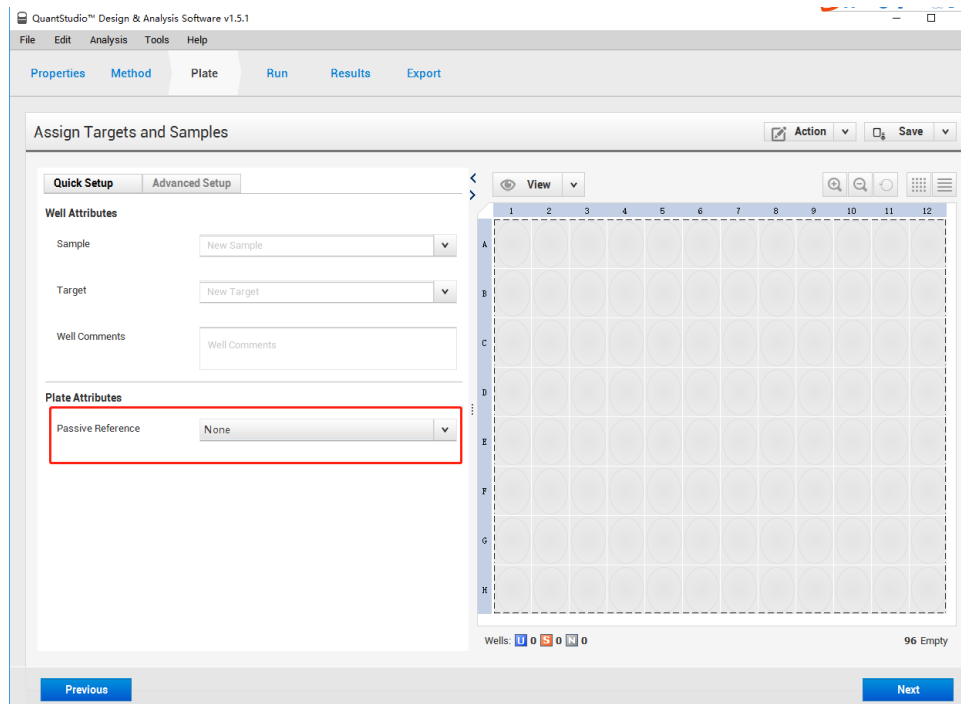 QuantStudio™ Design & Analysis Software v1.5.1
File Edit Analysis Tools Help
Properties Method Plate Run Results Export
Assign Targets and Samples
Action
Save
Quick Setup Advanced Setup
View
Well Attributes
Sample New Sample
Target New Target
Well Comments Well Comments
Plate Attributes
Passive Reference None
1 2 3 4 5 6 7 8 9 10 11 12
A
B
C
D
E
F
G
H
Wells: U 0 S 0 N 0 96 Empty
Previous Next